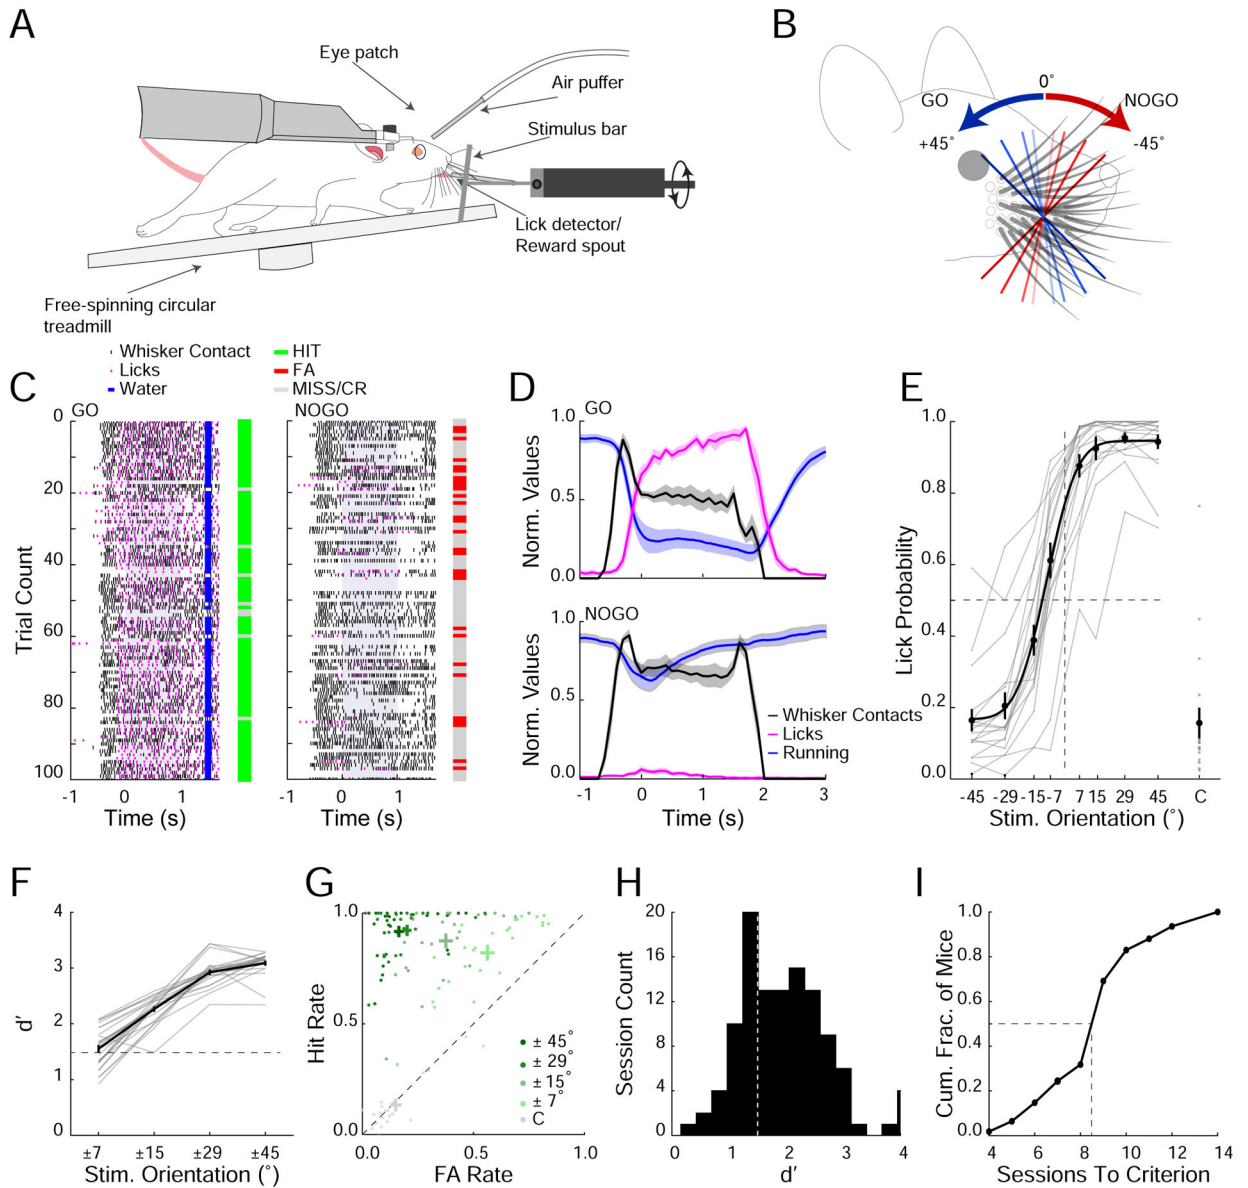 A
Eye patch
Air puffer
Stimulus bar
Lick detector/
Reward spout
Free-spinning circular
treadmill
B
0°
GO
NOGO
+45°
-45°
Whisker Contact
Licks
Water
HIT
FA
MISS/CR
C
GO
NOGO
0
20
40
60
80
100
Trial Count
-1 0 1
Time (s)
-1 0 1
Time (s)
D
GO
1.0
0.5
0.0
Norm. Values
NOGO
1.0
0.5
0.0
Norm. Values
Whisker Contacts
Licks
Running
-1 0 1 2 3
Time (s)
E
1.0
0.8
0.6
0.4
0.2
0.0
Lick Probability
-45 -29 -15 -7 7 15 29 45 C
Stim. Orientation (°)
F
4
3
2
1
0
d'
±7 ±15 ±29 ±45
Stim. Orientation (°)
G
1.0
0.5
0.0
Hit Rate
± 45°
± 29°
± 15°
± 7°
C
0.0 0.5 1.0
FA Rate
H
20
16
12
8
4
0
Session Count
0 1 2 3 4
d'
I
1.0
0.8
0.6
0.4
0.2
0.0
Cum. Frac. of Mice
4 6 8 10 12 14
Sessions To Criterion